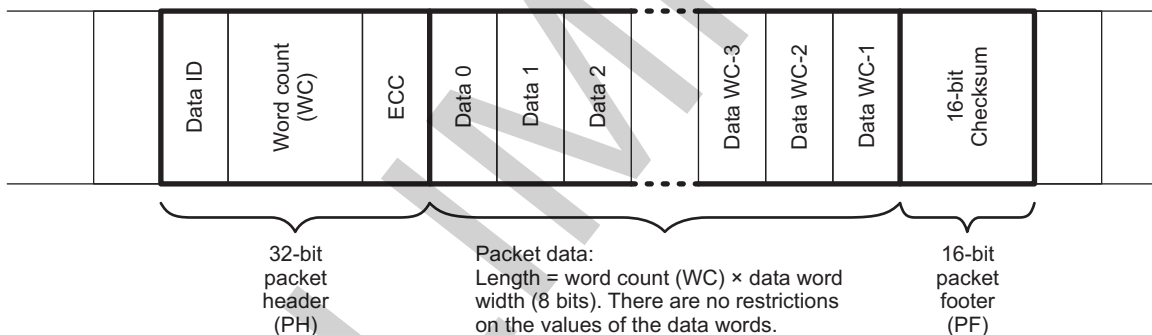 Data ID
Word count
(WC)
ECC
Data 0
Data 1
Data 2
Data WC-3
Data WC-2
Data WC-1
16-bit
Checksum
32-bit
packet
header
(PH)
Packet data:
Length = word count (WC) × data word
width (8 bits). There are no restrictions
on the values of the data words.
16-bit
packet
footer
(PF)